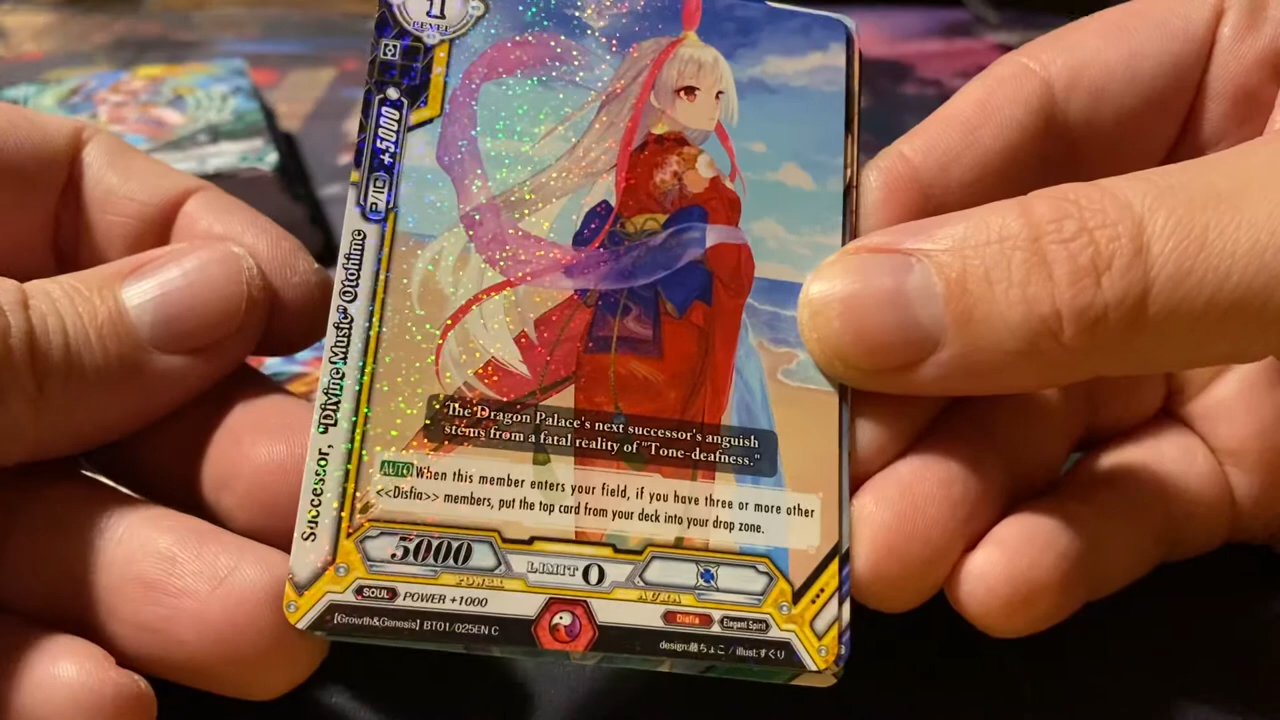 1
LEVEL
P/IC +5000
Successor, "Divine Music" Otohime
The Dragon Palace's next successor's anguish
stems from a fatal reality of "Tone-deafness."
AUTO When this member enters your field, if you have three or more other
<<Disfia>> members, put the top card from your deck into your drop zone.
5000 LIMIT 0
POWER AURA
SOUL POWER +1000
Disfia Elegant Spirit
【Growth&Genesis】 BT01/025EN C
design:藤ちょこ / illust:すぐり